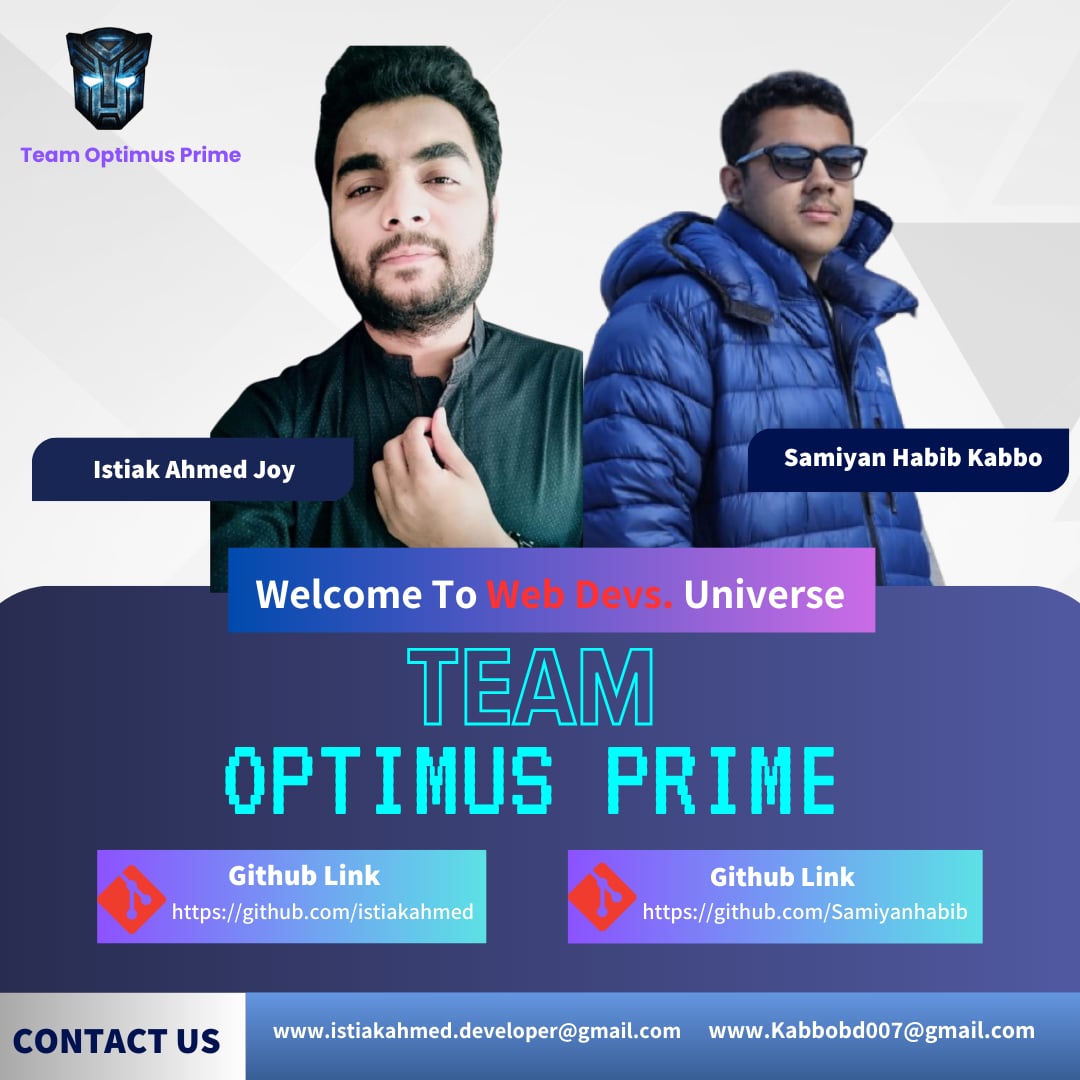 Team Optimus Prime
Istiak Ahmed Joy
Samiyan Habib Kabbo
Welcome To Web Devs. Universe
TEAM
OPTIMUS PRIME
Github Link
https://github.com/istiakahmed
Github Link
https://github.com/Samiyanhabib
CONTACT US
www.istiakahmed.developer@gmail.com
www.Kabbobd007@gmail.com